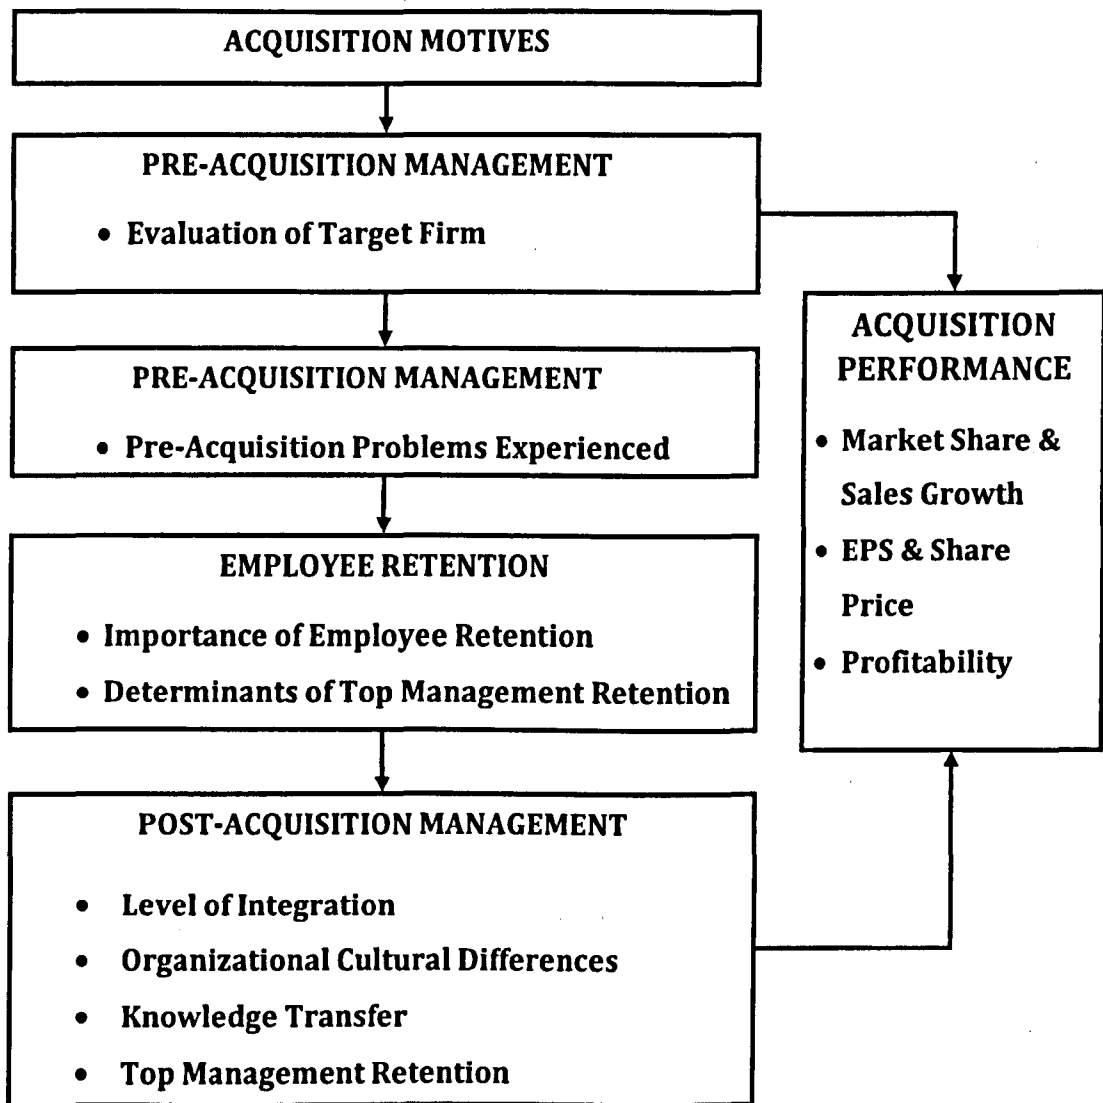 ACQUISITION MOTIVES
PRE-ACQUISITION MANAGEMENT
• Evaluation of Target Firm
PRE-ACQUISITION MANAGEMENT
• Pre-Acquisition Problems Experienced
EMPLOYEE RETENTION
• Importance of Employee Retention
• Determinants of Top Management Retention
POST-ACQUISITION MANAGEMENT
• Level of Integration
• Organizational Cultural Differences
• Knowledge Transfer
• Top Management Retention
ACQUISITION
PERFORMANCE
• Market Share &
Sales Growth
• EPS & Share
Price
• Profitability